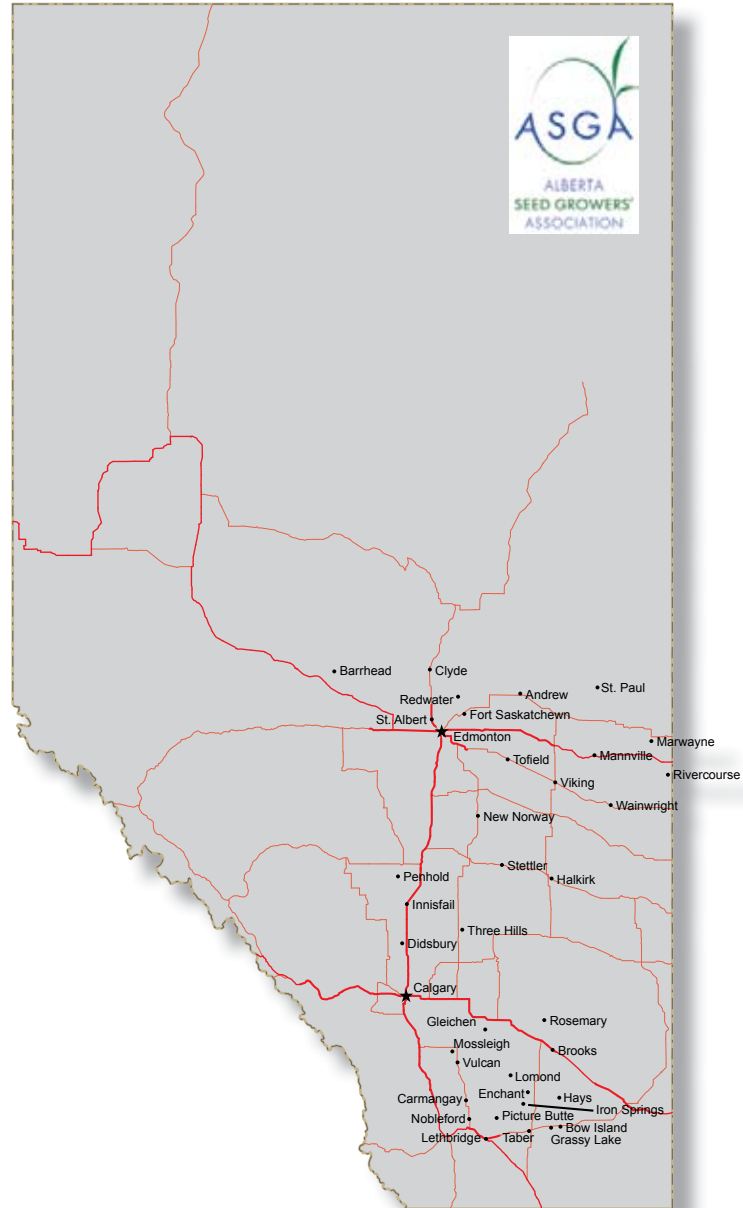 ASGA
ALBERTA
SEED GROWERS'
ASSOCIATION
Barrhead
Clyde
St. Paul
Redwater
Andrew
St. Albert
Fort Saskatchewn
Edmonton
Marwayne
Tofield
Mannville
Rivercourse
Viking
Wainwright
New Norway
Stettler
Penhold
Halkirk
Innisfail
Three Hills
Didsbury
Calgary
Gleichen
Rosemary
Mossleigh
Brooks
Vulcan
Lomond
Enchant
Hays
Carmangay
Iron Springs
Nobleford
Picture Butte
Bow Island
Lethbridge
Taber
Grassy Lake